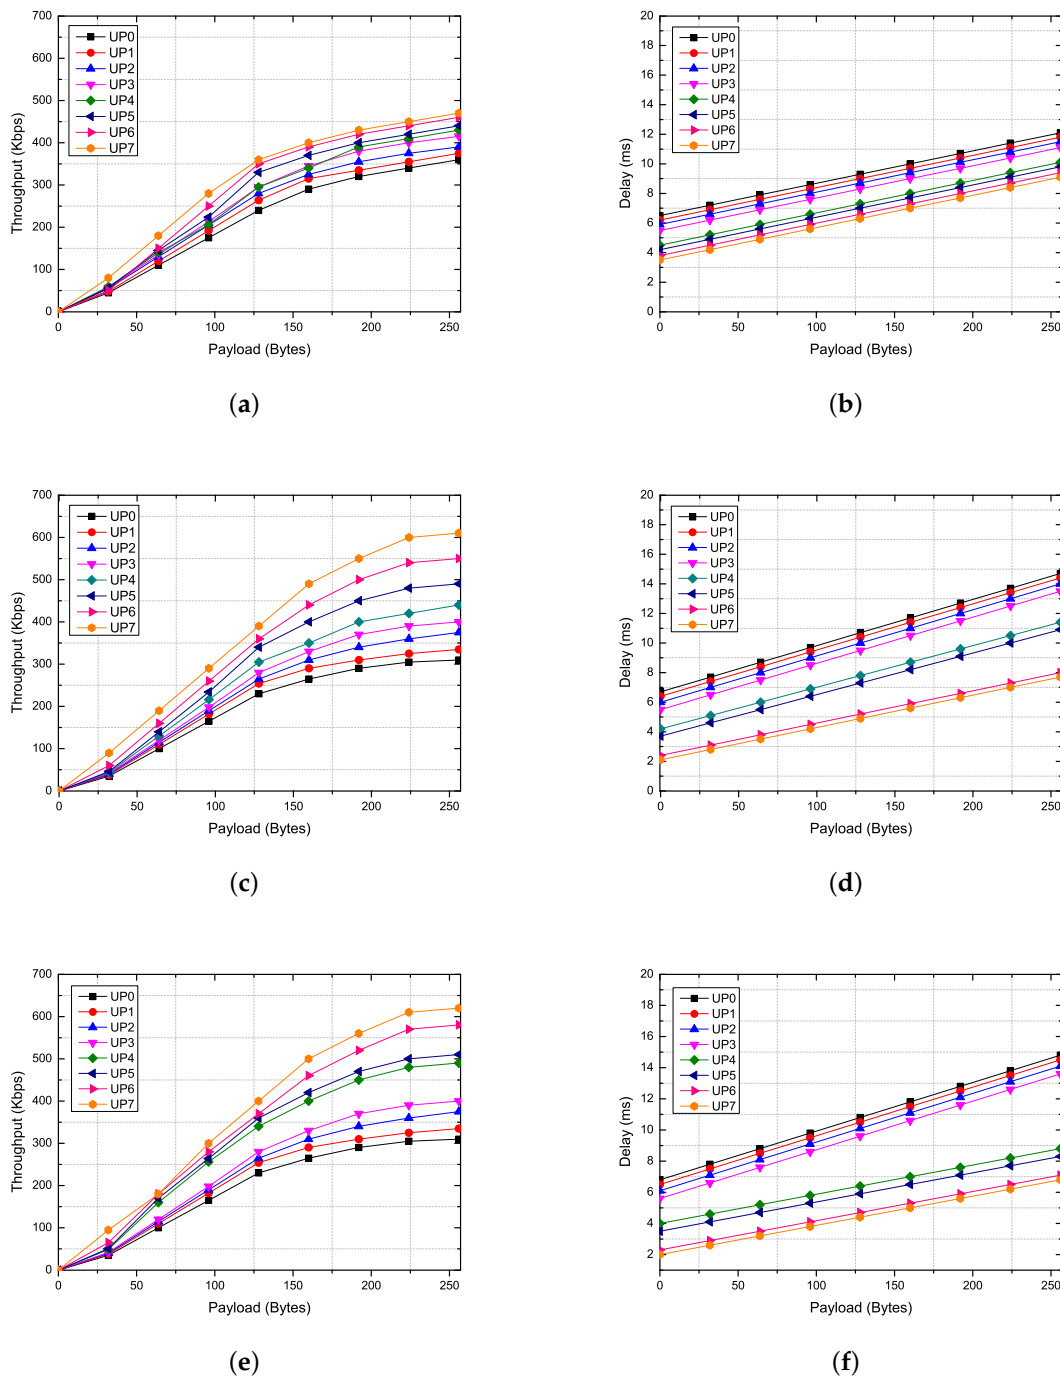 700
600
500
400
300
200
100
0
Throughput (Kbps)
UP0
UP1
UP2
UP3
UP4
UP5
UP6
UP7
0 50 100 150 200 250
Payload (Bytes)
(a)
20
18
16
14
12
10
8
6
4
2
0
Delay (ms)
UP0
UP1
UP2
UP3
UP4
UP5
UP6
UP7
0 50 100 150 200 250
Payload (Bytes)
(b)
700
600
500
400
300
200
100
0
Throughput (Kbps)
UP0
UP1
UP2
UP3
UP4
UP5
UP6
UP7
0 50 100 150 200 250
Payload (Bytes)
(c)
20
18
16
14
12
10
8
6
4
2
0
Delay (ms)
UP0
UP1
UP2
UP3
UP4
UP5
UP6
UP7
0 50 100 150 200 250
Payload (Bytes)
(d)
700
600
500
400
300
200
100
0
Throughput (Kbps)
UP0
UP1
UP2
UP3
UP4
UP5
UP6
UP7
0 50 100 150 200 250
Payload (Bytes)
(e)
20
18
16
14
12
10
8
6
4
2
Delay (ms)
UP0
UP1
UP2
UP3
UP4
UP5
UP6
UP7
0 50 100 150 200 250
Payload (Bytes)
(f)